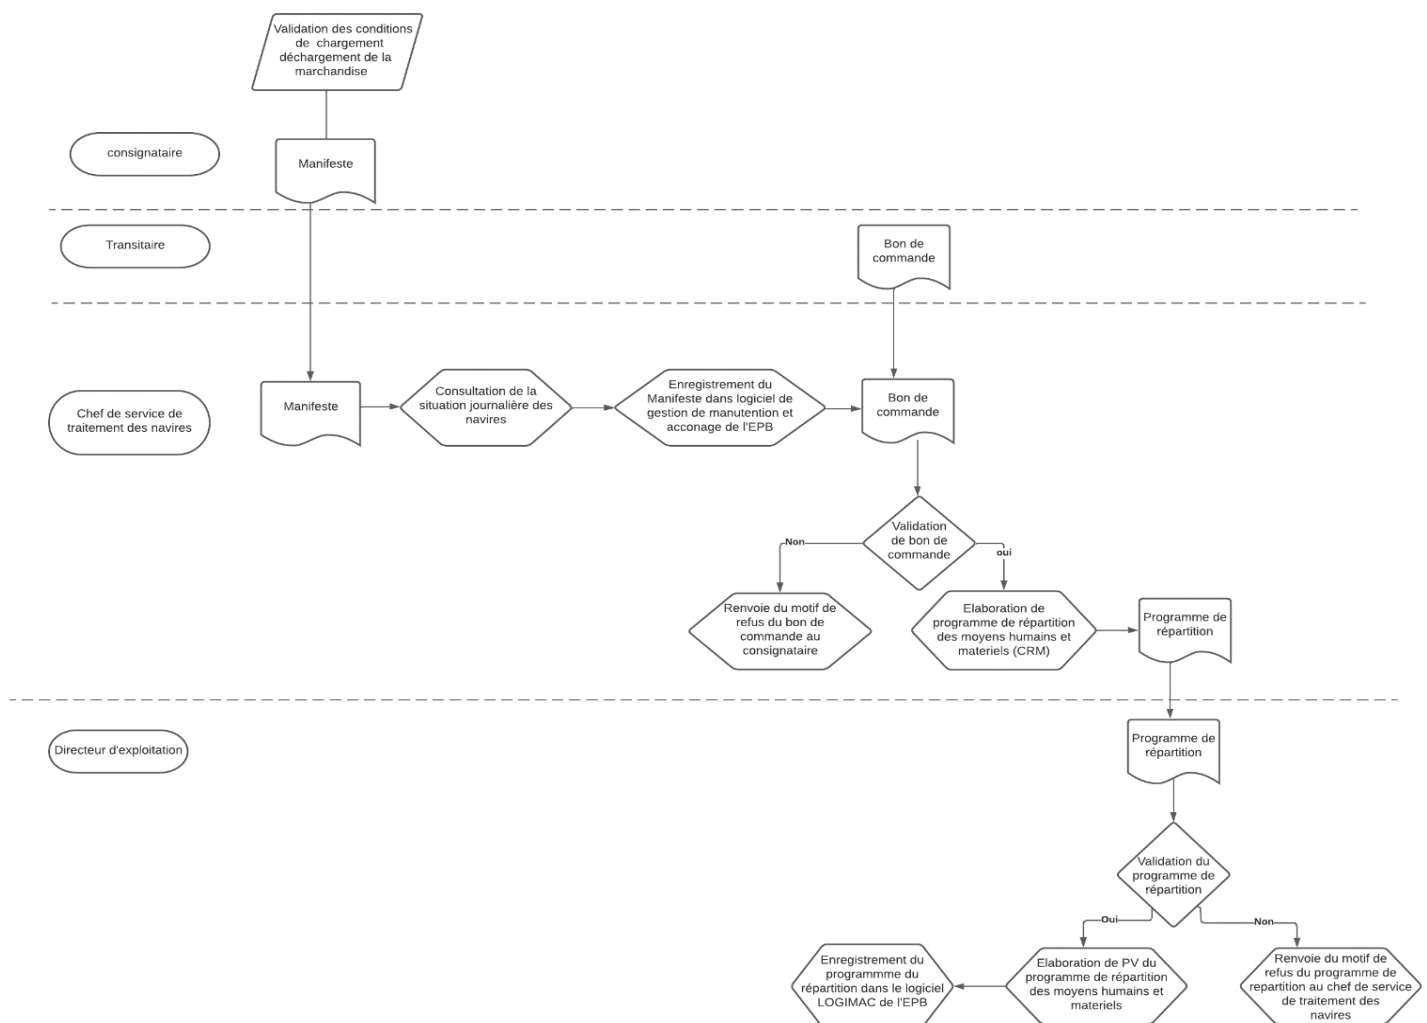 Validation des conditions
de chargement
déchargement de la
marchandise
consignataire
Manifeste
Transitaire
Bon de
commande
Chef de service de
traitement des navires
Manifeste
Consultation de la
situation journalière des
navires
Enregistrement du
Manifeste dans logiciel de
gestion de manutention et
acconage de l'EPB
Bon de
commande
Validation
de bon de
commande
Non
oui
Renvoie du motif de
refus du bon de
commande au
consignataire
Elaboration de
programme de répartition
des moyens humains et
materiels (CRM)
Programme de
répartition
Directeur d'exploitation
Programme de
répartition
Validation du
programme de
répartition
Oui
Non
Enregistrement du
programmme du
répartition dans le logiciel
LOGIMAC de l'EPB
Elaboration de PV du
programme de répartition
des moyens humains et
materiels
Renvoie du motif de
refus du programme de
repartition au chef de service
de traitement des
navires